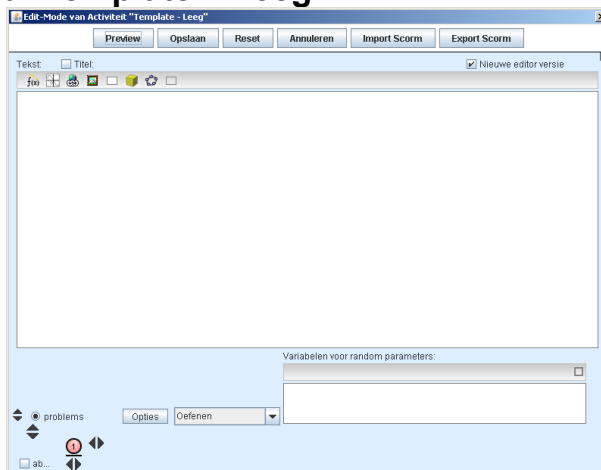 Edit-Mode van Activiteit "Template - Leeg"
Preview Opslaan Reset Annuleren Import Scorm Export Scorm
Tekst: Titel: Nieuwe editor versie
f(x)
Variabelen voor random parameters:
problems Opties Oefenen
1
ab...